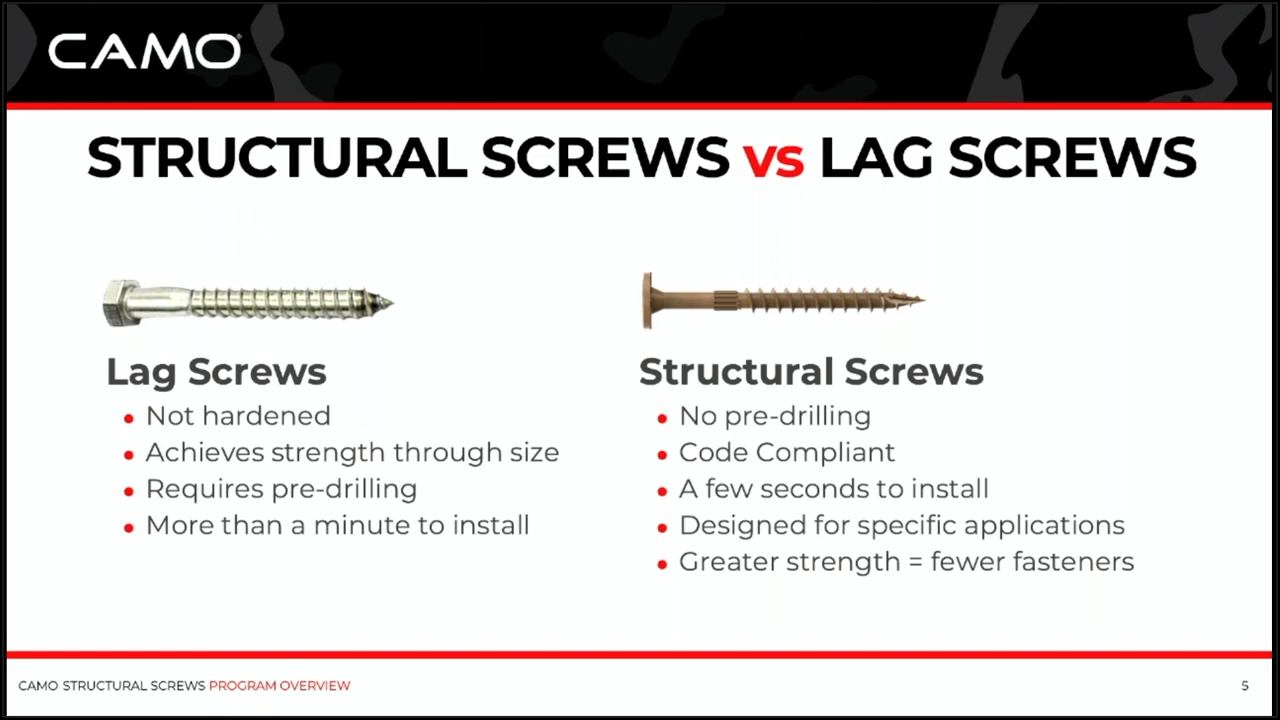 CAMO®
STRUCTURAL SCREWS vs LAG SCREWS
Lag Screws
• Not hardened
• Achieves strength through size
• Requires pre-drilling
• More than a minute to install
Structural Screws
• No pre-drilling
• Code Compliant
• A few seconds to install
• Designed for specific applications
• Greater strength = fewer fasteners
CAMO STRUCTURAL SCREWS PROGRAM OVERVIEW
5